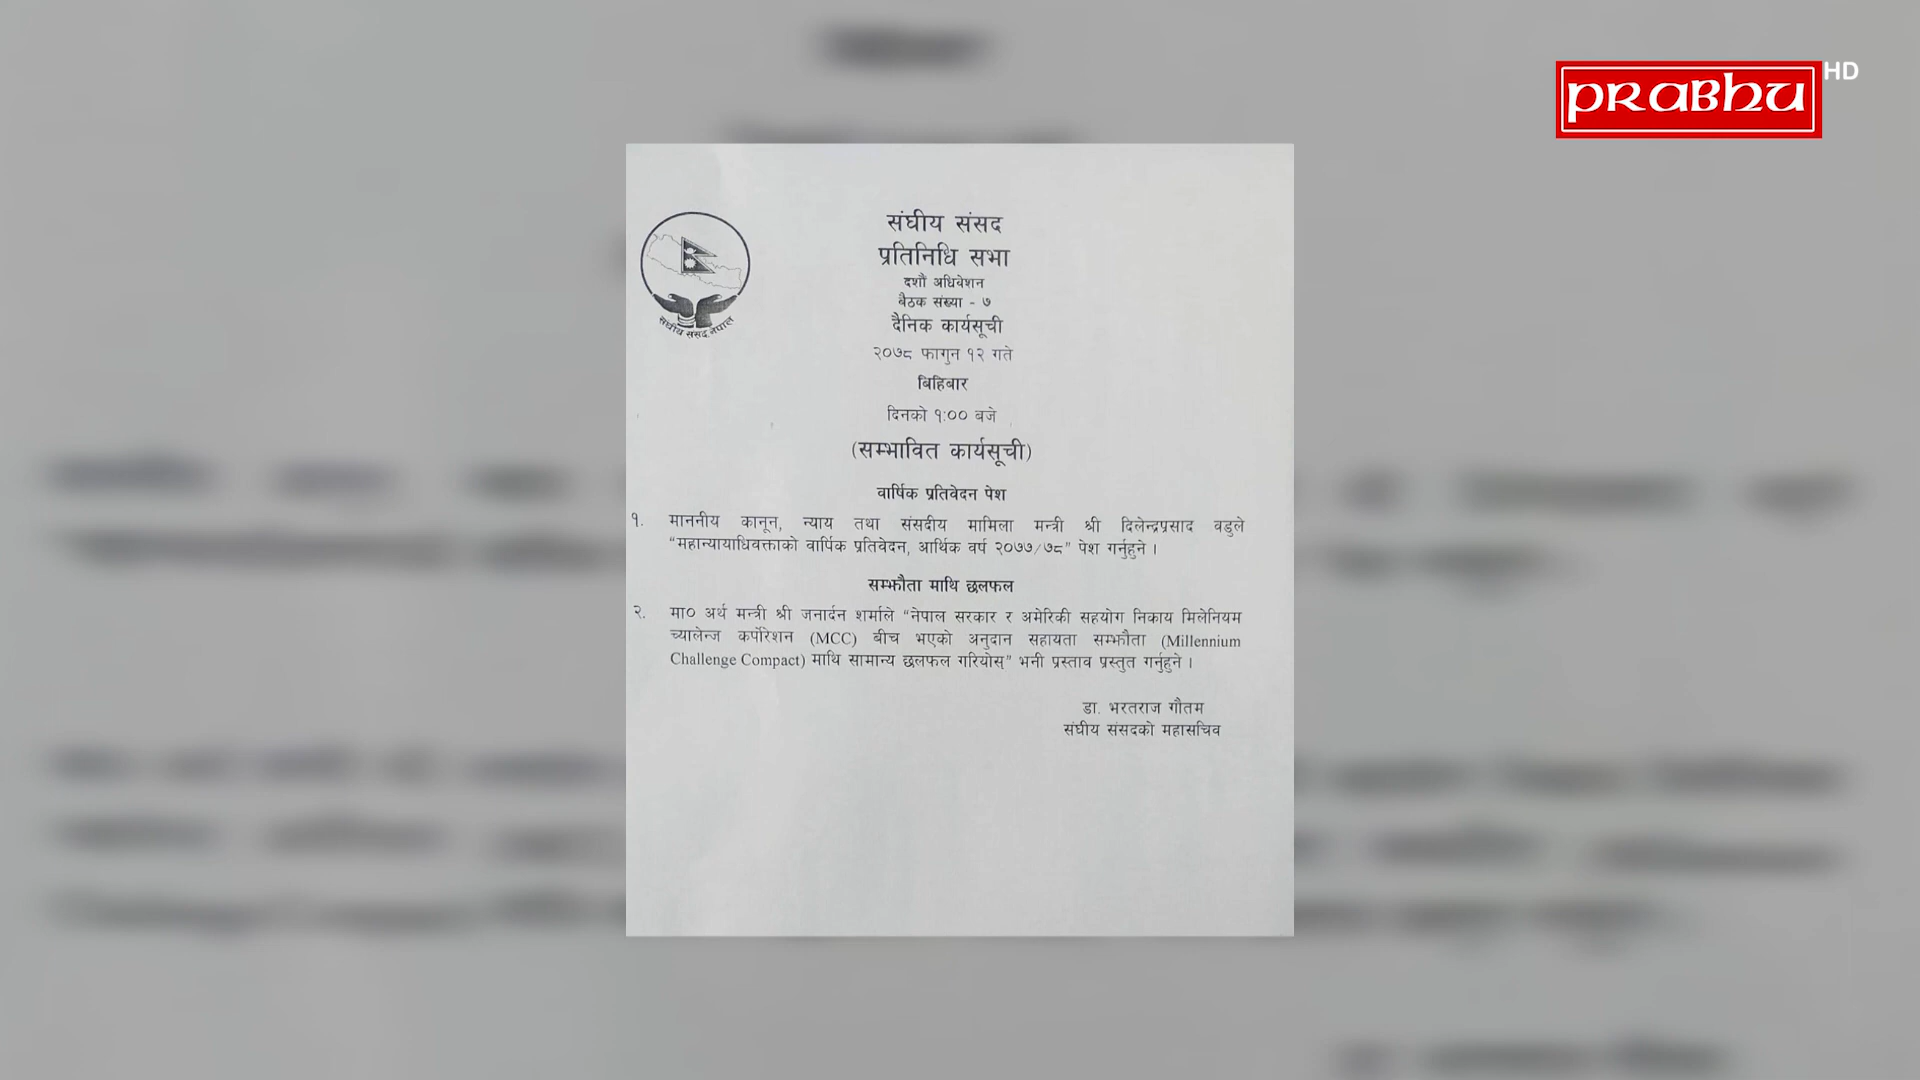 PRABHU HD
संघीय संसद
प्रतिनिधि सभा
दशौं अधिवेशन
बैठक संख्या - ७
दैनिक कार्यसूची
२०७८ फागुन १२ गते
बिहिबार
दिनको १:०० बजे
(सम्भावित कार्यसूची)
वार्षिक प्रतिवेदन पेश
१. माननीय कानून, न्याय तथा संसदीय मामिला मन्त्री श्री दिलेन्द्रप्रसाद वडुले
"महान्यायाधिवक्ताको वार्षिक प्रतिवेदन, आर्थिक वर्ष २०७७/७८" पेश गर्नुहुने ।
सम्झौता माथि छलफल
२. मा० अर्थ मन्त्री श्री जनार्दन शर्माले "नेपाल सरकार र अमेरिकी सहयोग निकाय मिलेनियम
च्यालेन्ज कर्पोरेशन (MCC) बीच भएको अनुदान सहायता सम्झौता (Millennium
Challenge Compact) माथि सामान्य छलफल गरियोस्" भनी प्रस्ताव प्रस्तुत गर्नुहुने ।
डा. भरतराज गौतम
संघीय संसदको महासचिव
संघीय संसद नेपाल